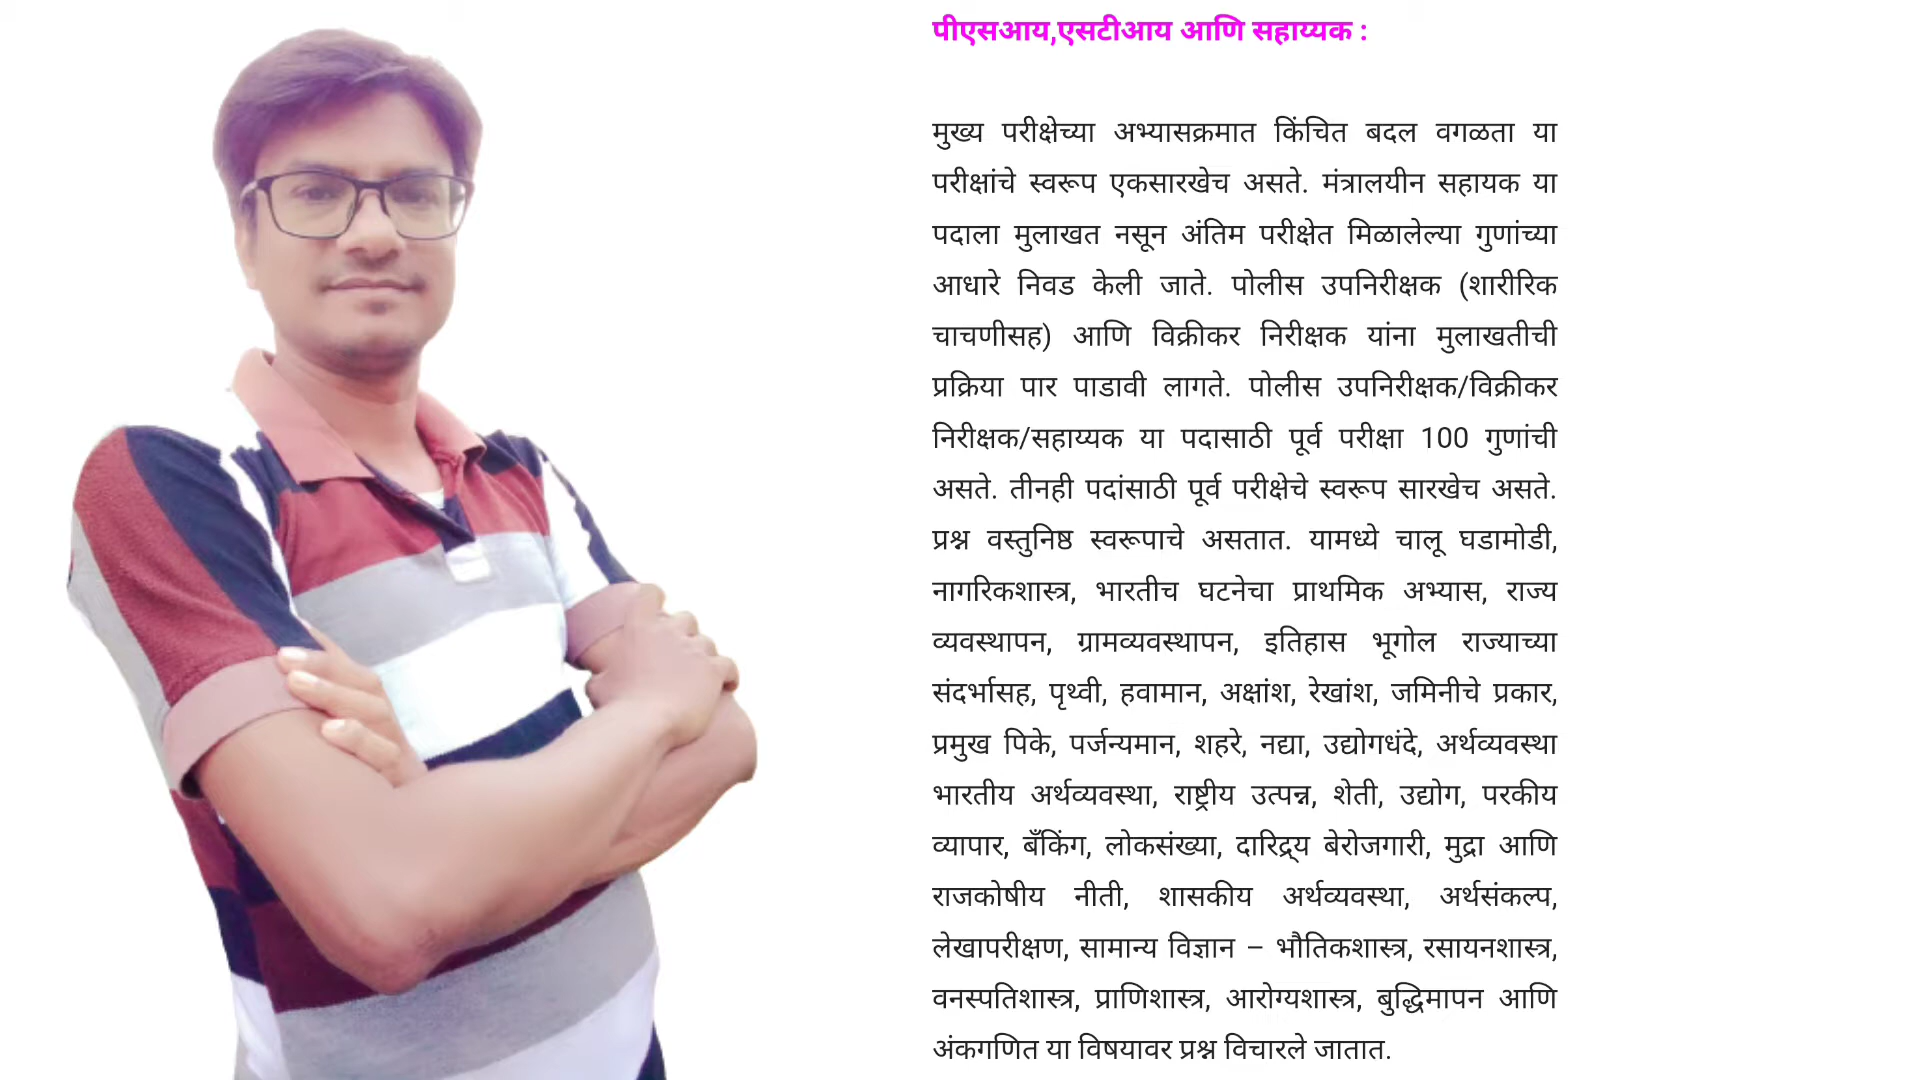 पीएसआय,एसटीआय आणि सहाय्यक :
मुख्य परीक्षेच्या अभ्यासक्रमात किंचित बदल वगळता या
परीक्षांचे स्वरूप एकसारखेच असते. मंत्रालयीन सहायक या
पदाला मुलाखत नसून अंतिम परीक्षेत मिळालेल्या गुणांच्या
आधारे निवड केली जाते. पोलीस उपनिरीक्षक (शारीरिक
चाचणीसह) आणि विक्रीकर निरीक्षक यांना मुलाखतीची
प्रक्रिया पार पाडावी लागते. पोलीस उपनिरीक्षक/विक्रीकर
निरीक्षक/सहाय्यक या पदासाठी पूर्व परीक्षा 100 गुणांची
असते. तीनही पदांसाठी पूर्व परीक्षेचे स्वरूप सारखेच असते.
प्रश्न वस्तुनिष्ठ स्वरूपाचे असतात. यामध्ये चालू घडामोडी,
नागरिकशास्त्र, भारतीच घटनेचा प्राथमिक अभ्यास, राज्य
व्यवस्थापन, ग्रामव्यवस्थापन, इतिहास भूगोल राज्याच्या
संदर्भासह, पृथ्वी, हवामान, अक्षांश, रेखांश, जमिनीचे प्रकार,
प्रमुख पिके, पर्जन्यमान, शहरे, नद्या, उद्योगधंदे, अर्थव्यवस्था
भारतीय अर्थव्यवस्था, राष्ट्रीय उत्पन्न, शेती, उद्योग, परकीय
व्यापार, बँकिंग, लोकसंख्या, दारिद्र्य बेरोजगारी, मुद्रा आणि
राजकोषीय नीती, शासकीय अर्थव्यवस्था, अर्थसंकल्प,
लेखापरीक्षण, सामान्य विज्ञान – भौतिकशास्त्र, रसायनशास्त्र,
वनस्पतिशास्त्र, प्राणिशास्त्र, आरोग्यशास्त्र, बुद्धिमापन आणि
अंकगणित या विषयावर प्रश्न विचारले जातात.